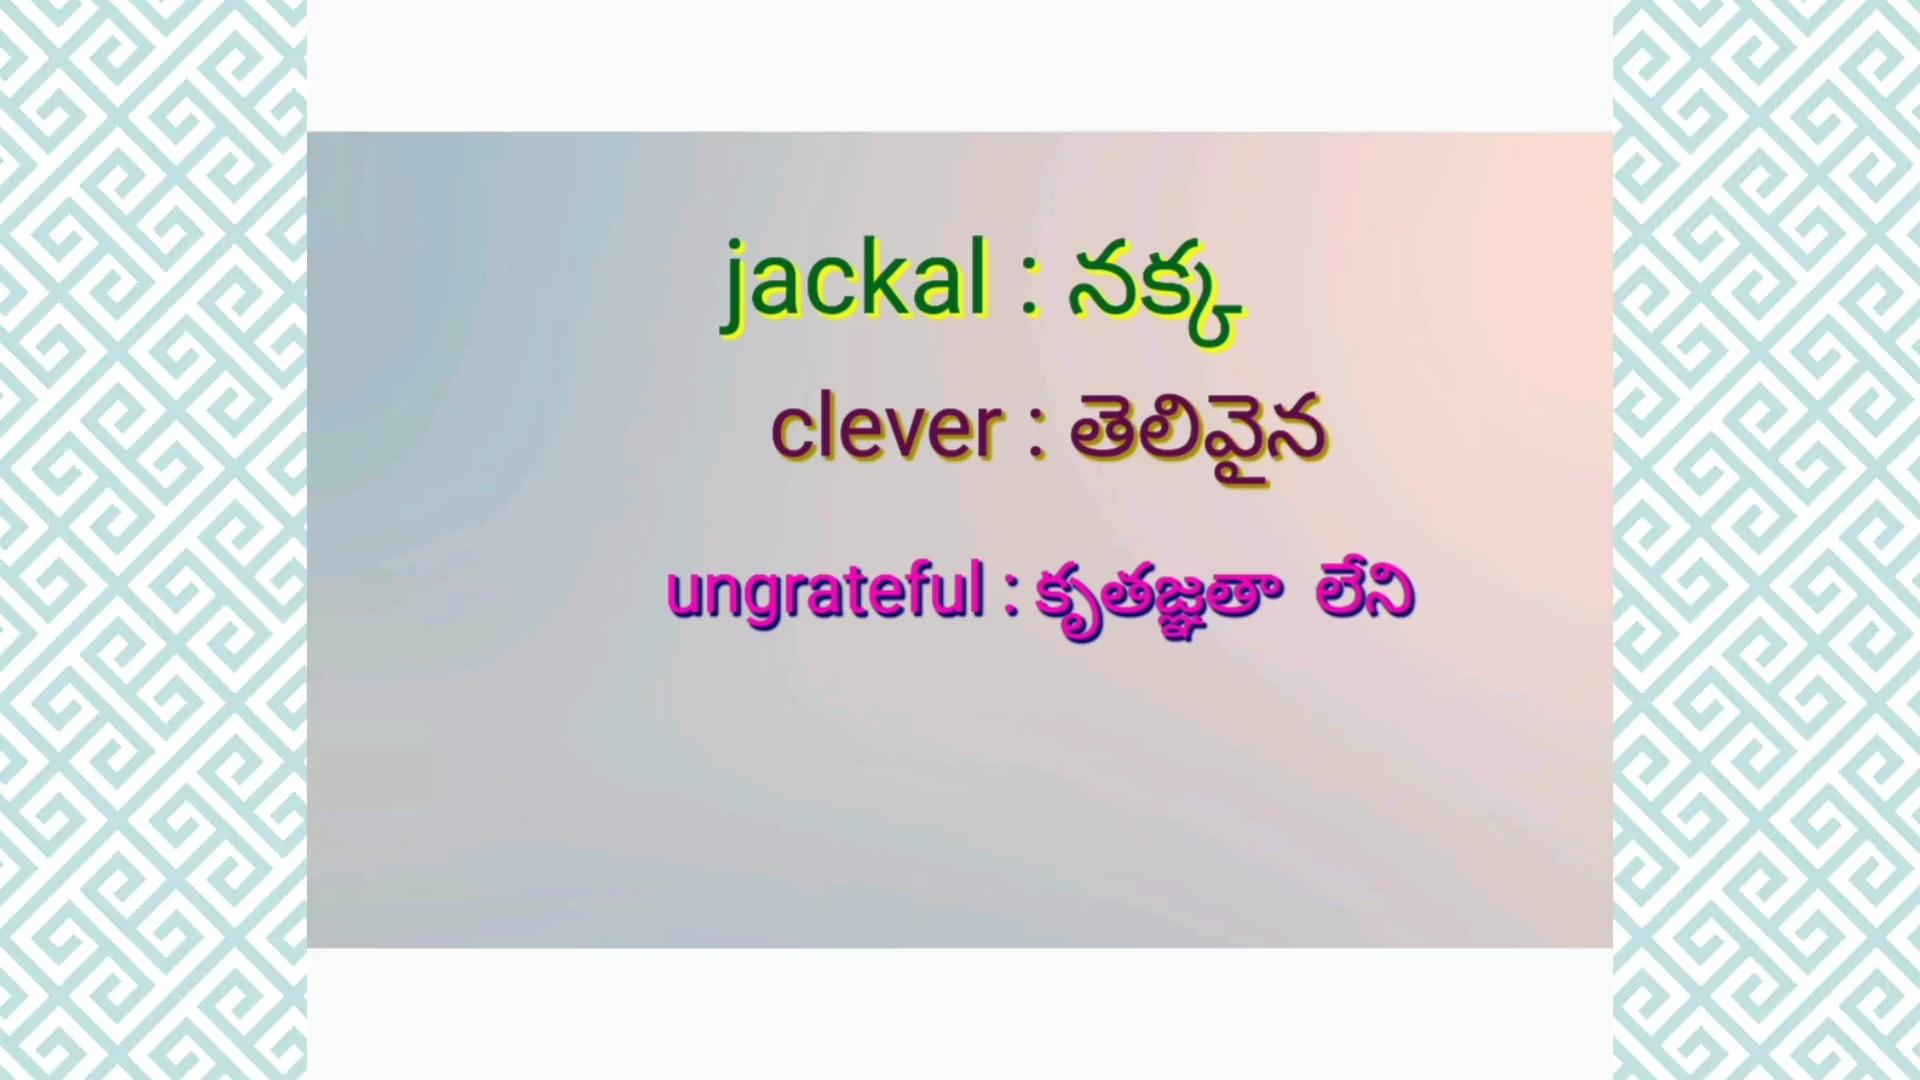 jackal : నక్క
clever : తెలివైన
ungrateful : కృతజ్ఞతా లేని